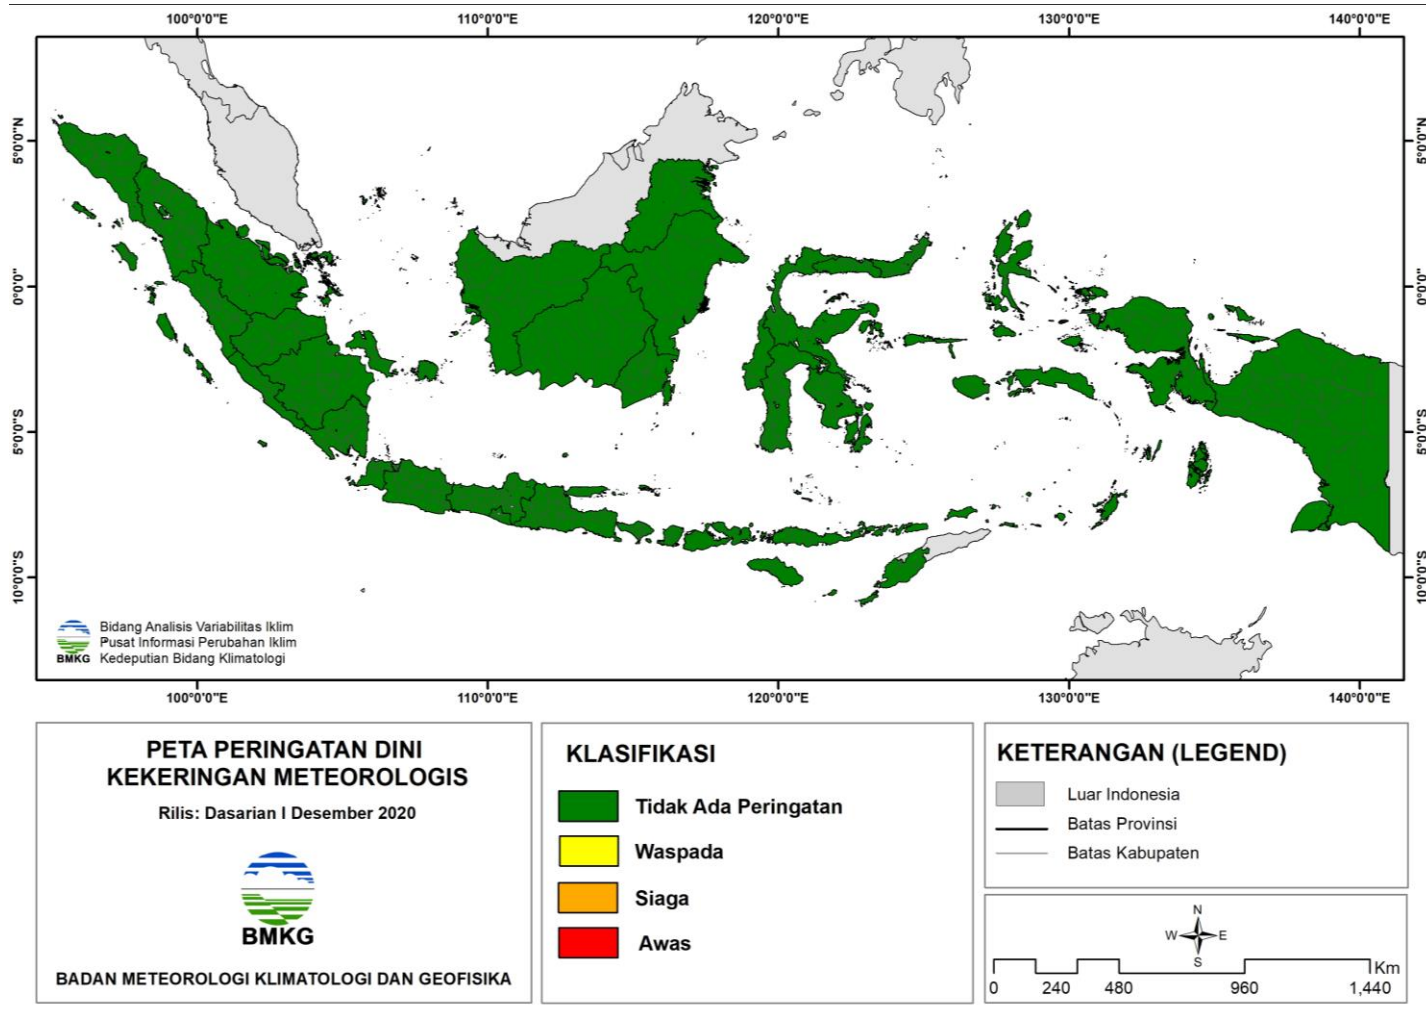 100°0'0"E 110°0'0"E 120°0'0"E 130°0'0"E 140°0'0"E
5°0'0"N 5°0'0"N
0°0'0" 0°0'0"
5°0'0"S 5°0'0"S
10°0'0"S 10°0'0"S
Bidang Analisis Variabilitas Iklim
Pusat Informasi Perubahan Iklim
Kedeputian Bidang Klimatologi
BMKG
100°0'0"E 110°0'0"E 120°0'0"E 130°0'0"E 140°0'0"E
PETA PERINGATAN DINI
KEKERINGAN METEOROLOGIS
Rilis: Dasarian I Desember 2020
BMKG
BADAN METEOROLOGI KLIMATOLOGI DAN GEOFISIKA
KLASIFIKASI
Tidak Ada Peringatan
Waspada
Siaga
Awas
KETERANGAN (LEGEND)
Luar Indonesia
Batas Provinsi
Batas Kabupaten
N
W E
S
Km
0 240 480 960 1,440